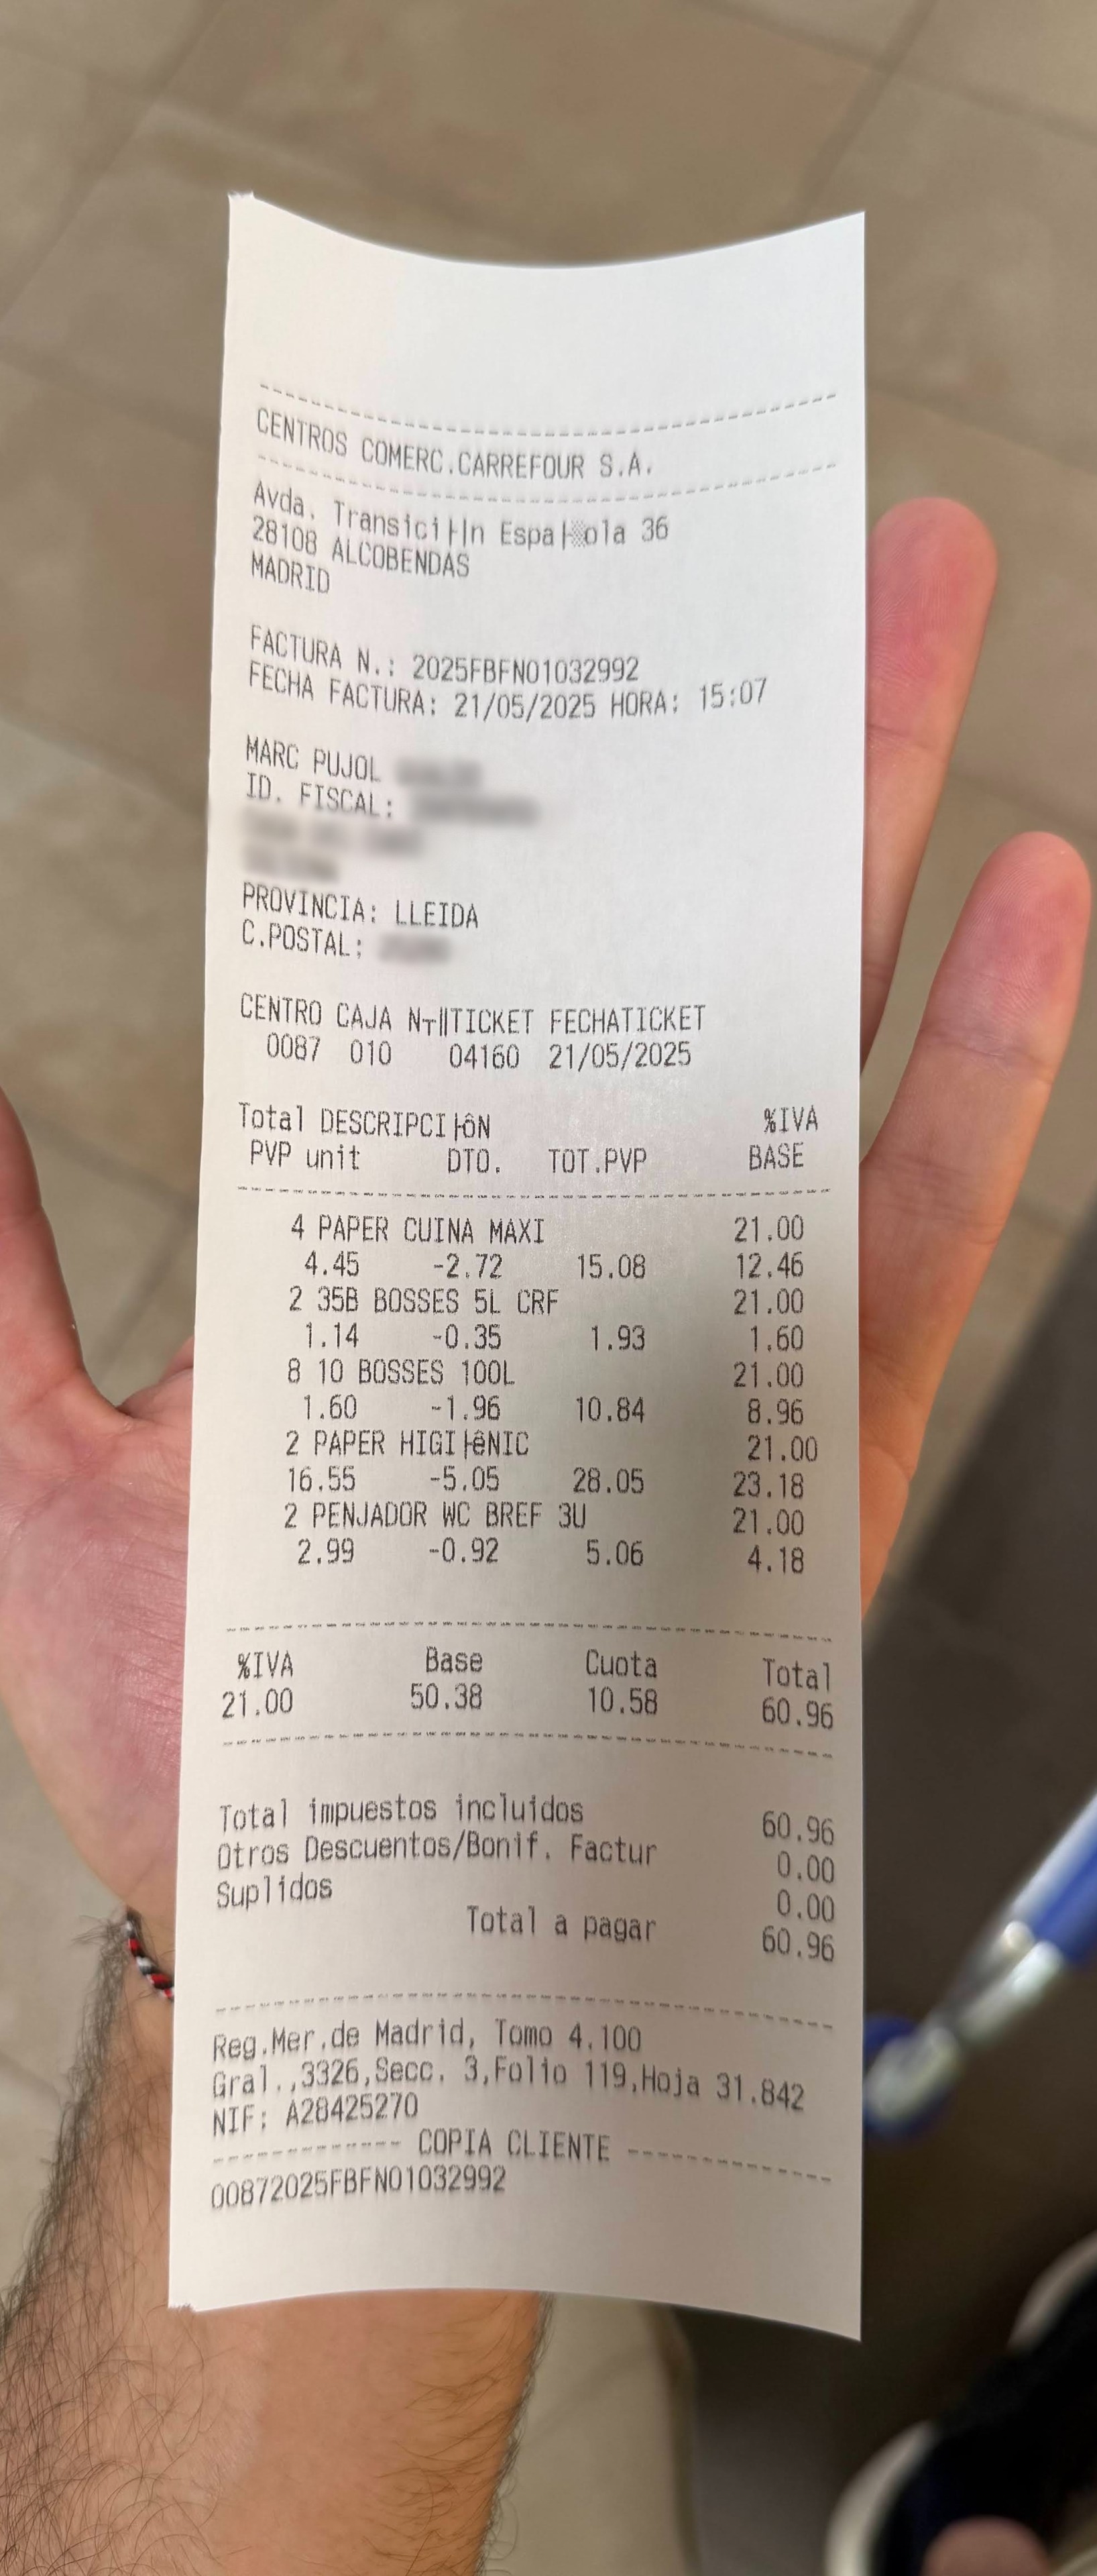 CENTROS COMERC.CARREFOUR S.A.
Avda. Transici├|n Espa├▒ola 36
28108 ALCOBENDAS
MADRID
FACTURA N.: 2025FBFN01032992
FECHA FACTURA: 21/05/2025 HORA: 15:07
MARC PUJOL
ID. FISCAL:
PROVINCIA: LLEIDA
C.POSTAL:
CENTRO CAJA N┬║TICKET FECHATICKET
0087 010 04160 21/05/2025
Total DESCRIPCI├ôN %IVA
PVP unit DTO. TOT.PVP BASE
4 PAPER CUINA MAXI 21.00
4.45 -2.72 15.08 12.46
2 35B BOSSES 5L CRF 21.00
1.14 -0.35 1.93 1.60
8 10 BOSSES 100L 21.00
1.60 -1.96 10.84 8.96
2 PAPER HIGI├êNIC 21.00
16.55 -5.05 28.05 23.18
2 PENJADOR WC BREF 3U 21.00
2.99 -0.92 5.06 4.18
%IVA Base Cuota Total
21.00 50.38 10.58 60.96
Total impuestos incluidos 60.96
Otros Descuentos/Bonif. Factur 0.00
Suplidos 0.00
Total a pagar 60.96
Reg.Mer.de Madrid, Tomo 4.100
Gral.,3326,Secc. 3,Folio 119,Hoja 31.842
NIF: A28425270
------------ COPIA CLIENTE -------------
00872025FBFN01032992